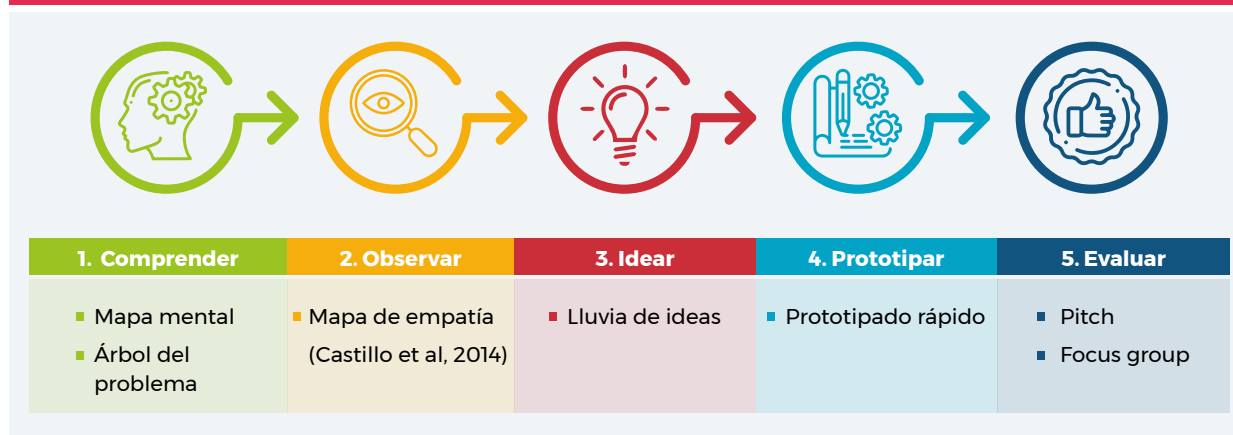 1. Comprender
2. Observar
3. Idear
4. Prototipar
5. Evaluar
Mapa mental
Árbol del
problema
Mapa de empatía
(Castillo et al, 2014)
Lluvia de ideas
Prototipado rápido
Pitch
Focus group